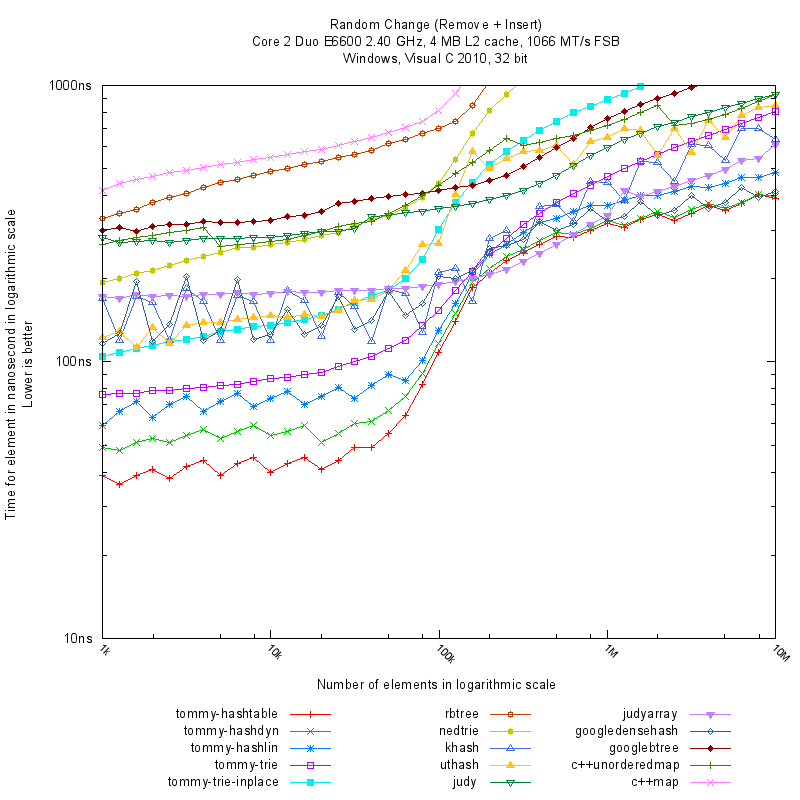 Random Change (Remove + Insert)
Core 2 Duo E6600 2.40 GHz, 4 MB L2 cache, 1066 MT/s FSB
Windows, Visual C 2010, 32 bit
1000ns
100ns
10ns
Time for element in nanosecond in logarithmic scale
Lower is better
1k
10k
100k
1M
10M
Number of elements in logarithmic scale
tommy-hashtable
tommy-hashdyn
tommy-hashlin
tommy-trie
tommy-trie-inplace
rbtree
nedtrie
khash
uthash
judy
judyarray
googledensehash
googlebtree
c++unorderedmap
c++map